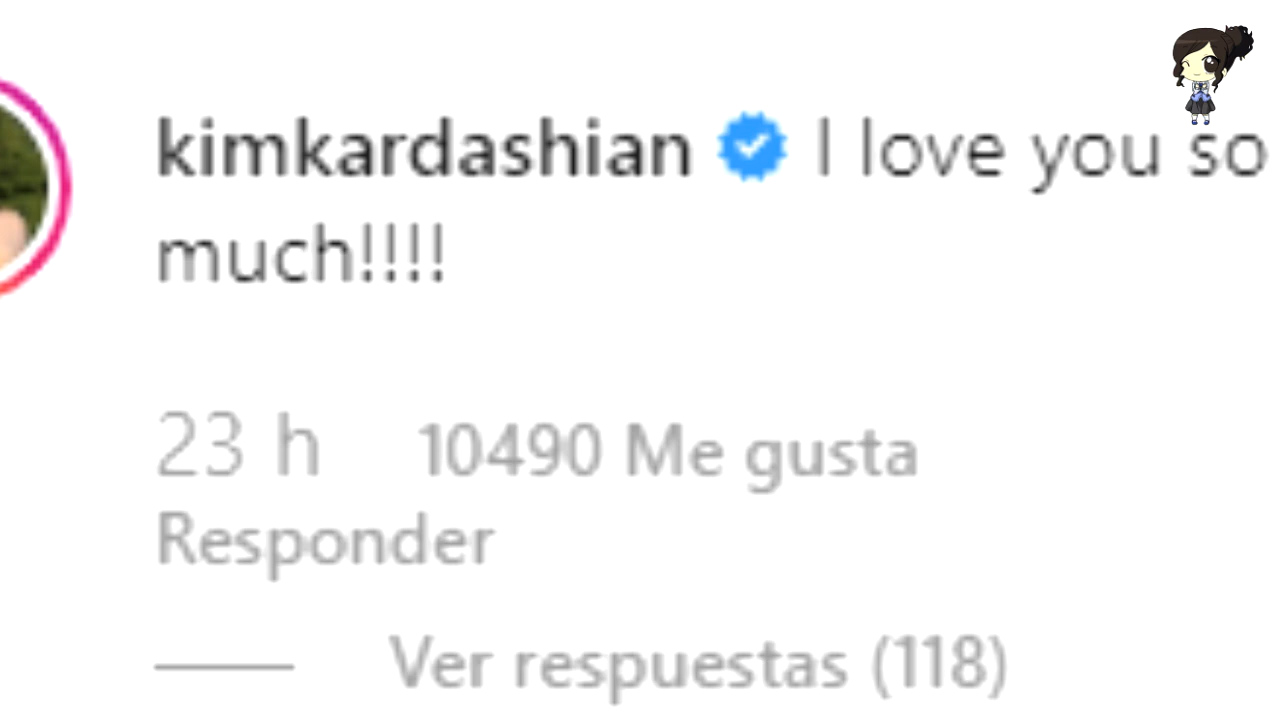 kimkardashian I love you so
much!!!!
23 h 10490 Me gusta
Responder
Ver respuestas (118)